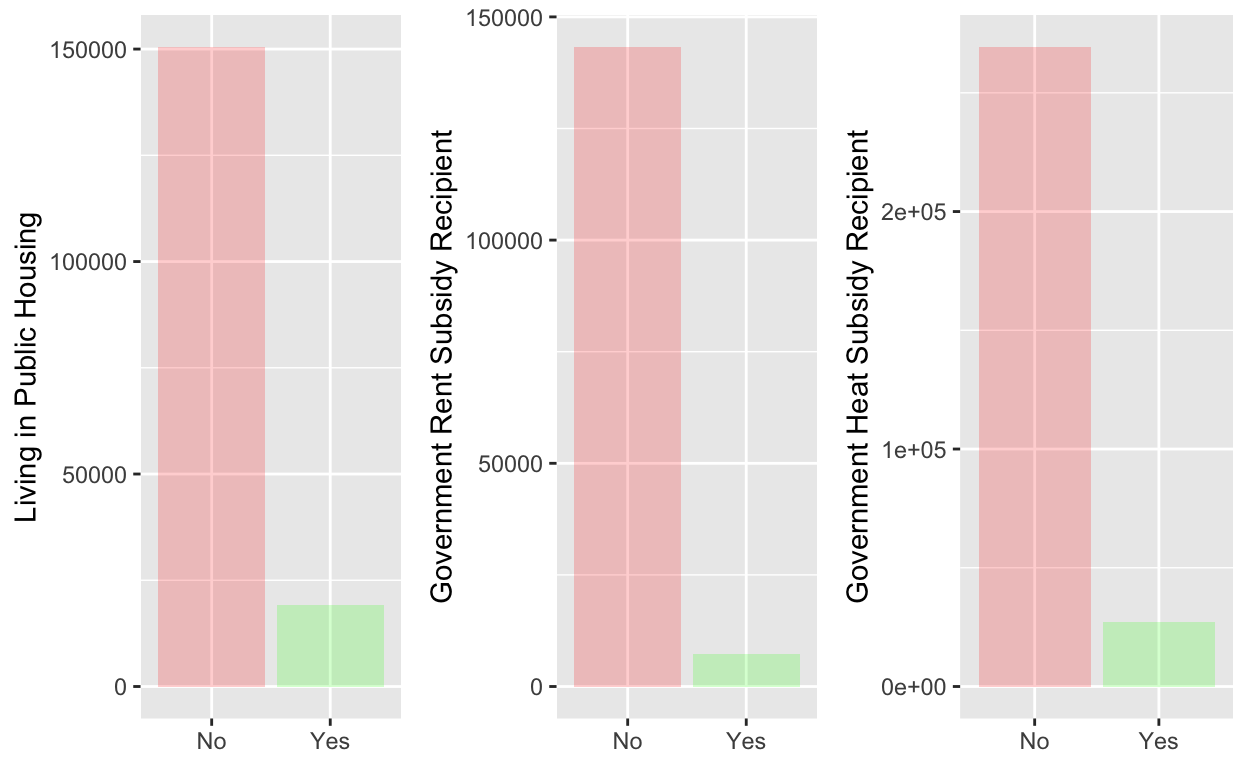 Living in Public Housing
150000
100000
50000
0
No
Yes
Government Rent Subsidy Recipient
150000
100000
50000
0
No
Yes
Government Heat Subsidy Recipient
2e+05
1e+05
0e+00
No
Yes